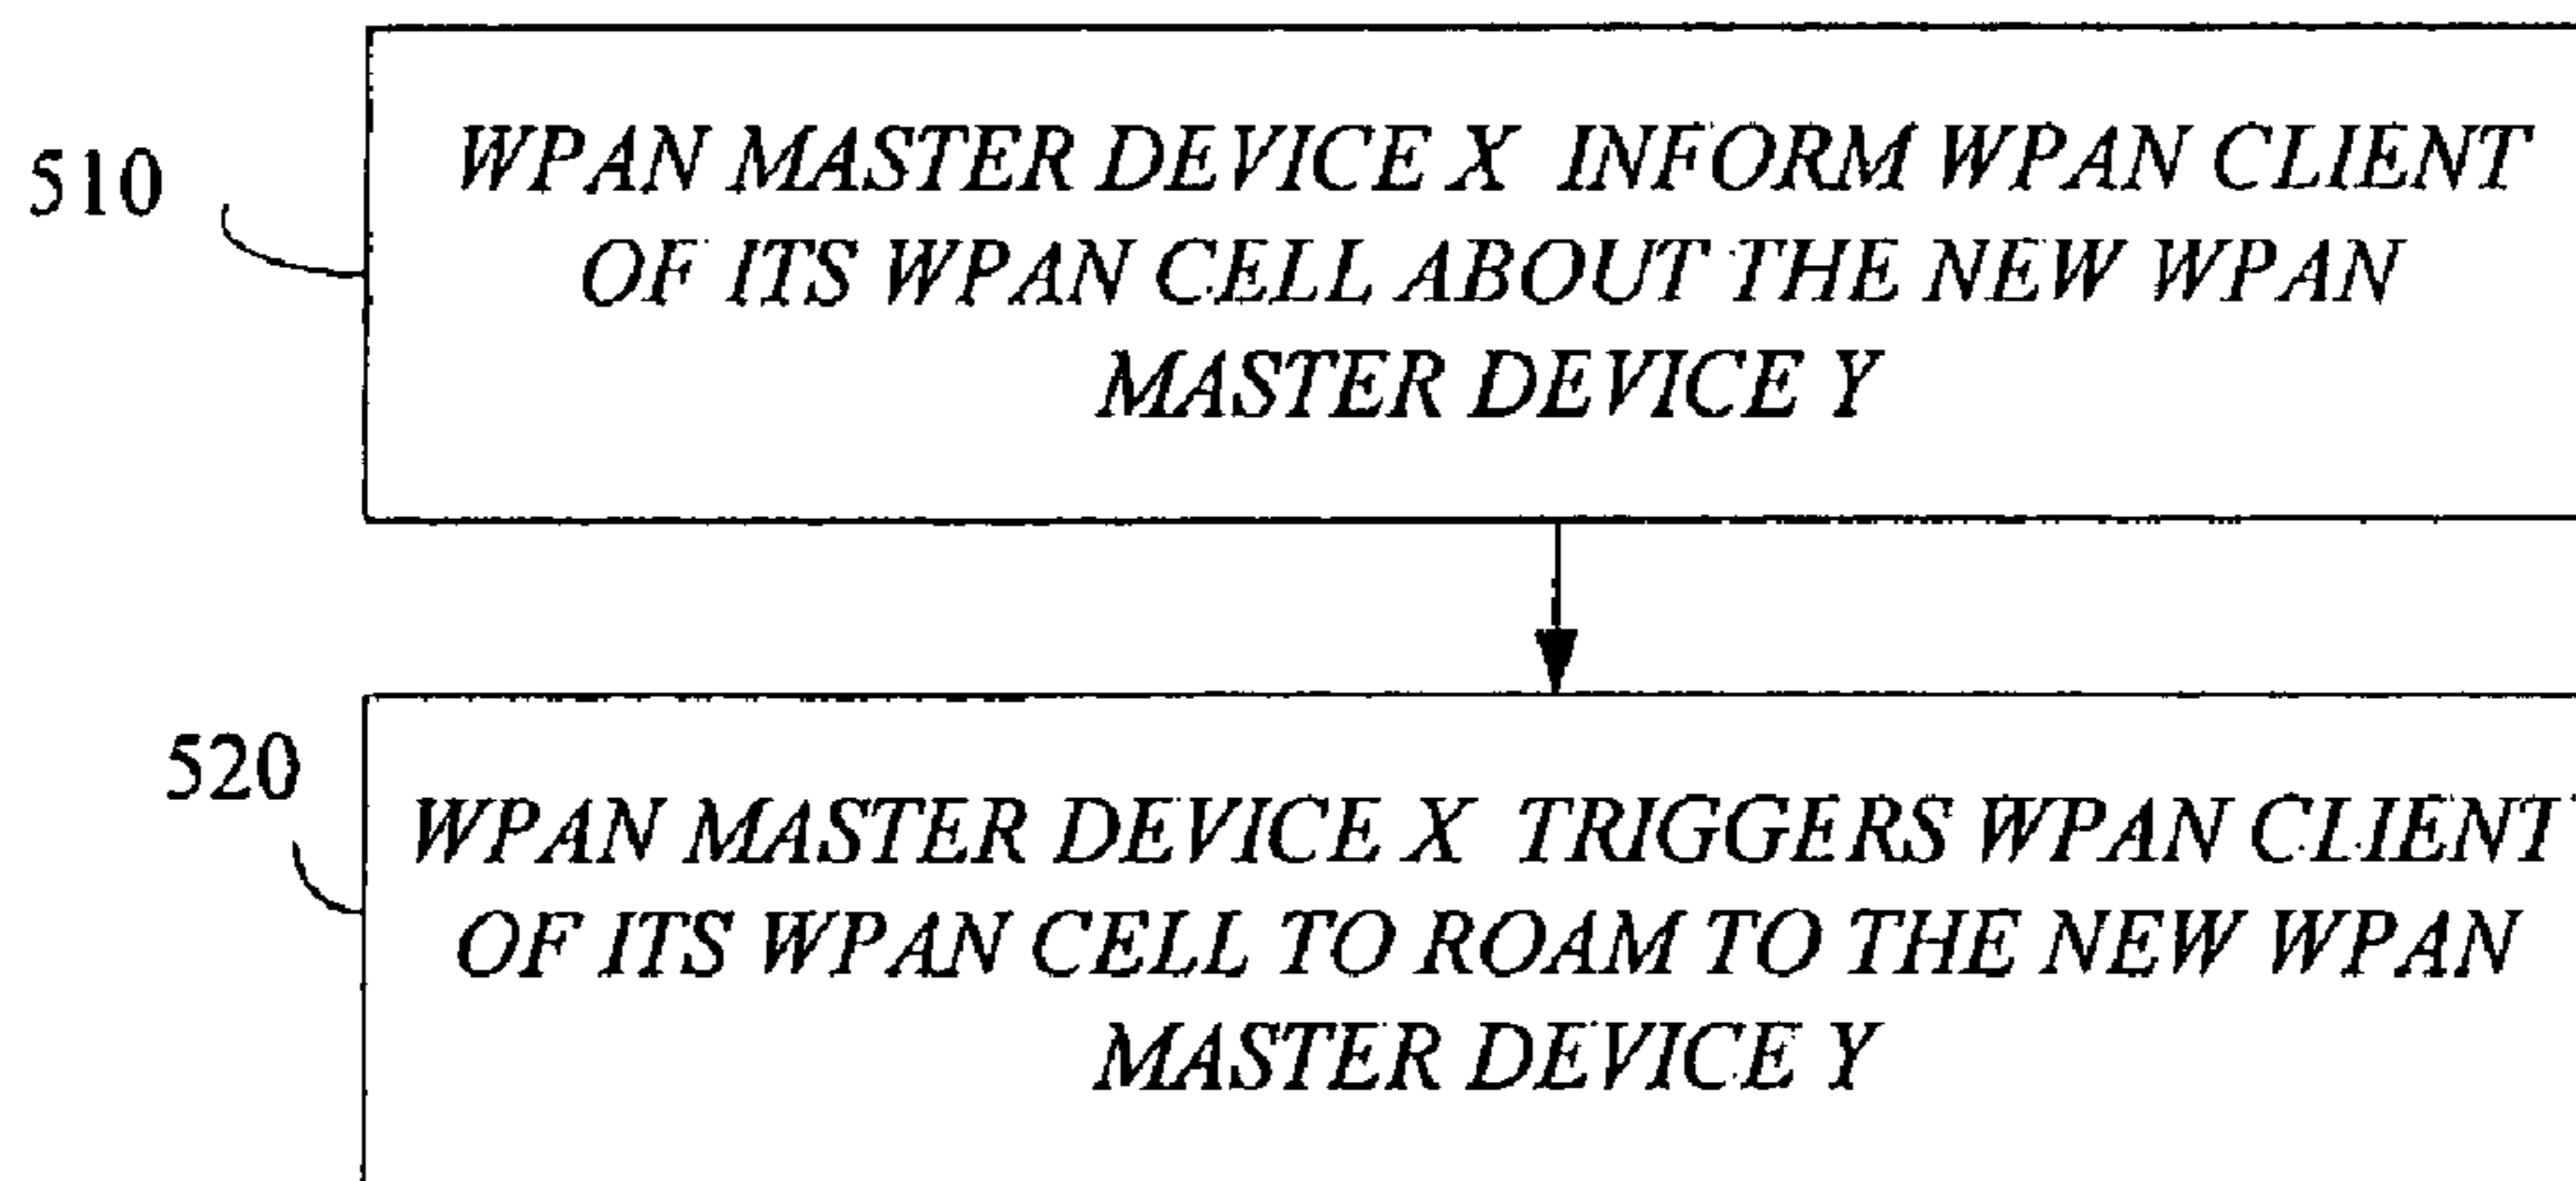 510
WPAN MASTER DEVICE X INFORM WPAN CLIENT
OF ITS WPAN CELL ABOUT THE NEW WPAN
MASTER DEVICE Y
520
WPAN MASTER DEVICE X TRIGGERS WPAN CLIENT
OF ITS WPAN CELL TO ROAM TO THE NEW WPAN
MASTER DEVICE Y